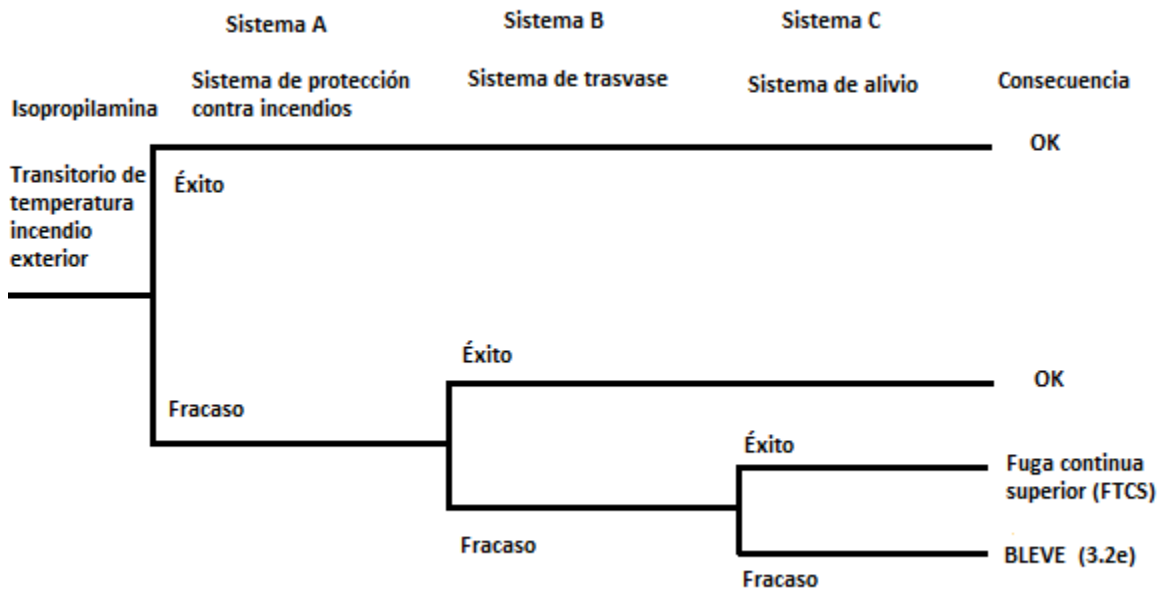 Sistema A
Sistema B
Sistema C
Isopropilamina
Sistema de protección
contra incendios
Sistema de trasvase
Sistema de alivio
Consecuencia
Transitorio de
temperatura
incendio
exterior
Éxito
OK
Fracaso
Éxito
OK
Fracaso
Éxito
Fuga continua
superior (FTCS)
Fracaso
BLEVE (3.2e)